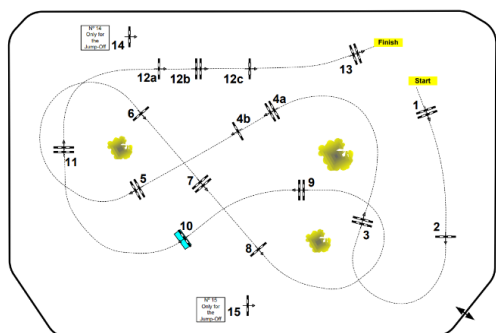 Nº 14
Only for
the
Jump-Off
14
Finish
12a
12b
12c
13
Start
1
6
4a
4b
11
5
7
9
10
3
2
8
Nº 15
Only for
the
Jump-Off
15